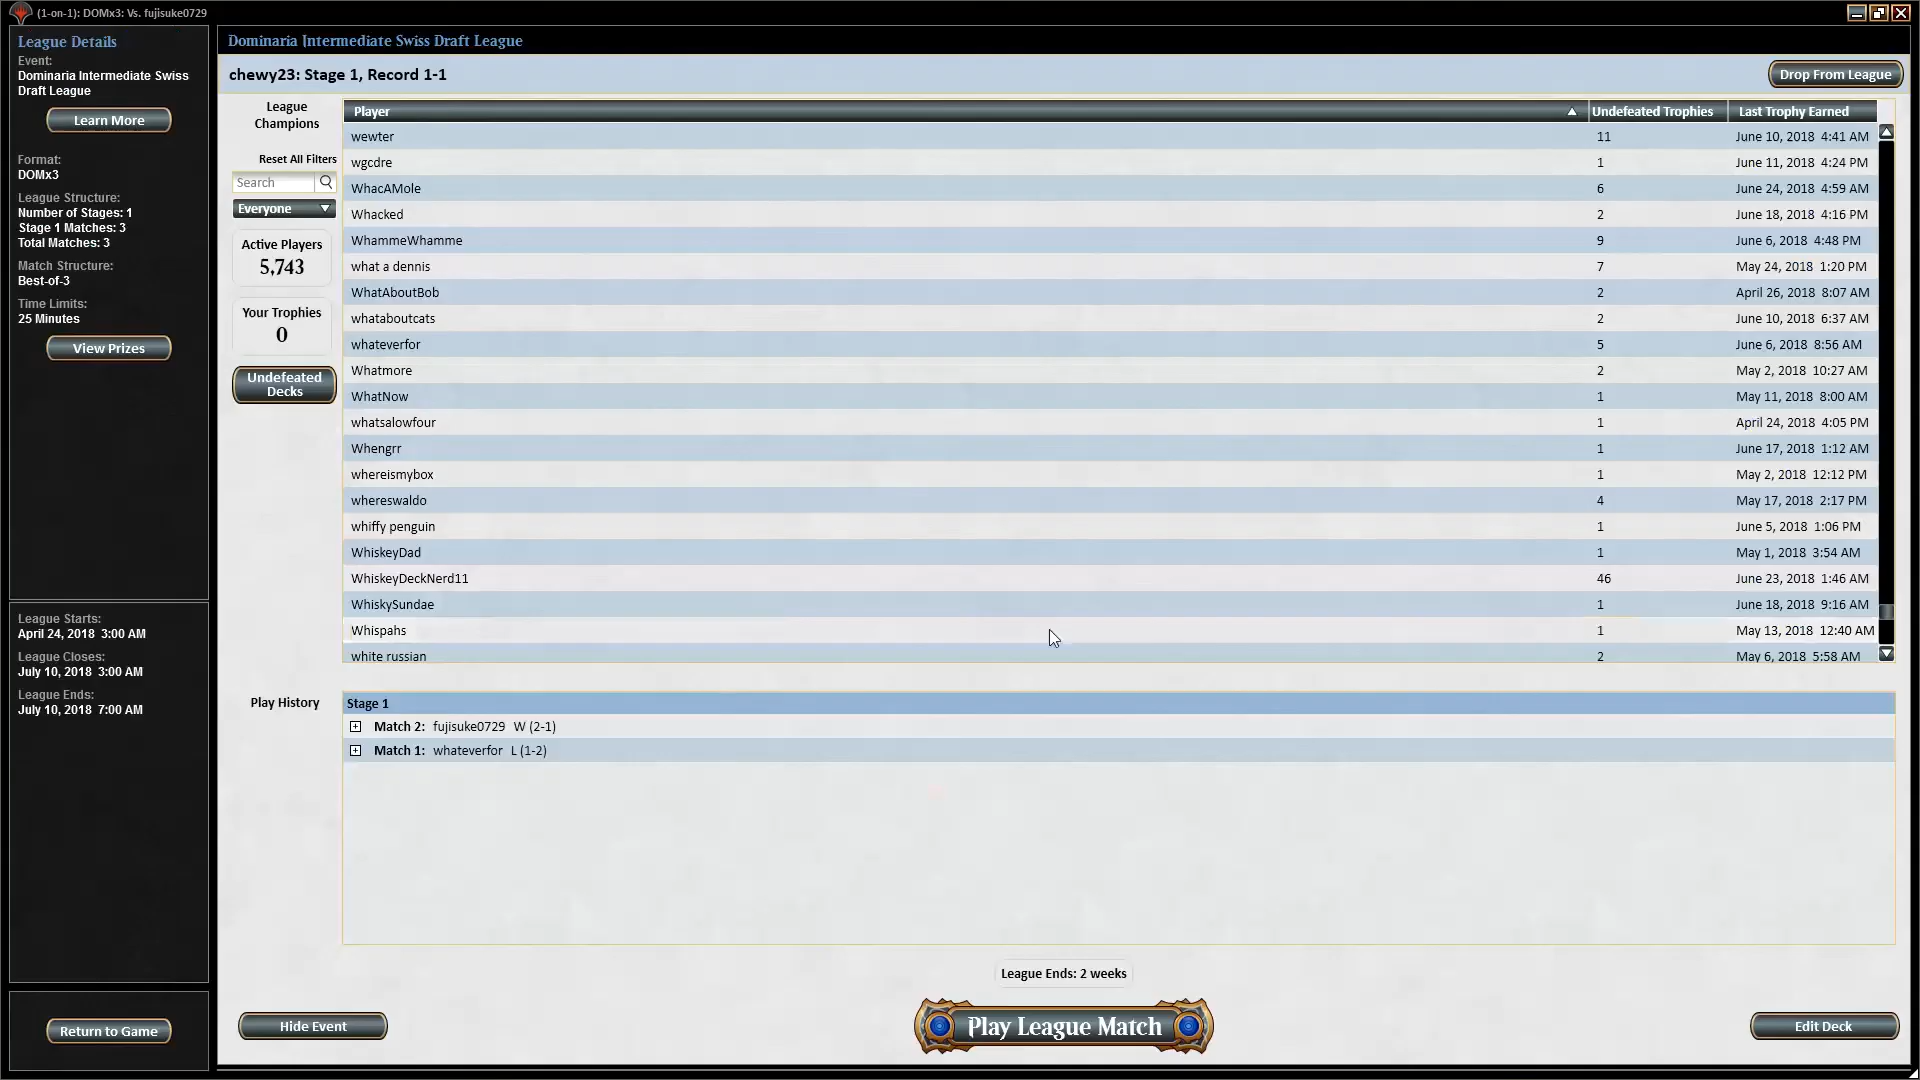 (1-on-1): DOMx3: Vs. fujisuke0729
League Details
Event:
Dominaria Intermediate Swiss
Draft League
Learn More
Format:
DOMx3
League Structure:
Number of Stages: 1
Stage 1 Matches: 3
Total Matches: 3
Match Structure:
Best-of-3
Time Limits:
25 Minutes
View Prizes
League Starts:
April 24, 2018 3:00 AM
League Closes:
July 10, 2018 3:00 AM
League Ends:
July 10, 2018 7:00 AM
Return to Game
Dominaria Intermediate Swiss Draft League
chewy23: Stage 1, Record 1-1
Drop From League
League
Champions
Reset All Filters
Search
Everyone
Active Players
5,743
Your Trophies
0
Undefeated
Decks
Player Undefeated Trophies Last Trophy Earned
wewter 11 June 10, 2018 4:41 AM
wgcdre 1 June 11, 2018 4:24 PM
WhacAMole 6 June 24, 2018 4:59 AM
Whacked 2 June 18, 2018 4:16 PM
WhammeWhamme 9 June 6, 2018 4:48 PM
what a dennis 7 May 24, 2018 1:20 PM
WhatAboutBob 2 April 26, 2018 8:07 AM
whataboutcats 2 June 10, 2018 6:37 AM
whateverfor 5 June 6, 2018 8:56 AM
Whatmore 2 May 2, 2018 10:27 AM
WhatNow 1 May 11, 2018 8:00 AM
whatsalowfour 1 April 24, 2018 4:05 PM
Whengrr 1 June 17, 2018 1:12 AM
whereismybox 1 May 2, 2018 12:12 PM
whereswaldo 4 May 17, 2018 2:17 PM
whiffy penguin 1 June 5, 2018 1:06 PM
WhiskeyDad 1 May 1, 2018 3:54 AM
WhiskeyDeckNerd11 46 June 23, 2018 1:46 AM
WhiskySundae 1 June 18, 2018 9:16 AM
Whispahs 1 May 13, 2018 12:40 AM
white russian 2 May 6, 2018 5:58 AM
Play History
Stage 1
Match 2: fujisuke0729 W (2-1)
Match 1: whateverfor L (1-2)
League Ends: 2 weeks
Hide Event
Play League Match
Edit Deck